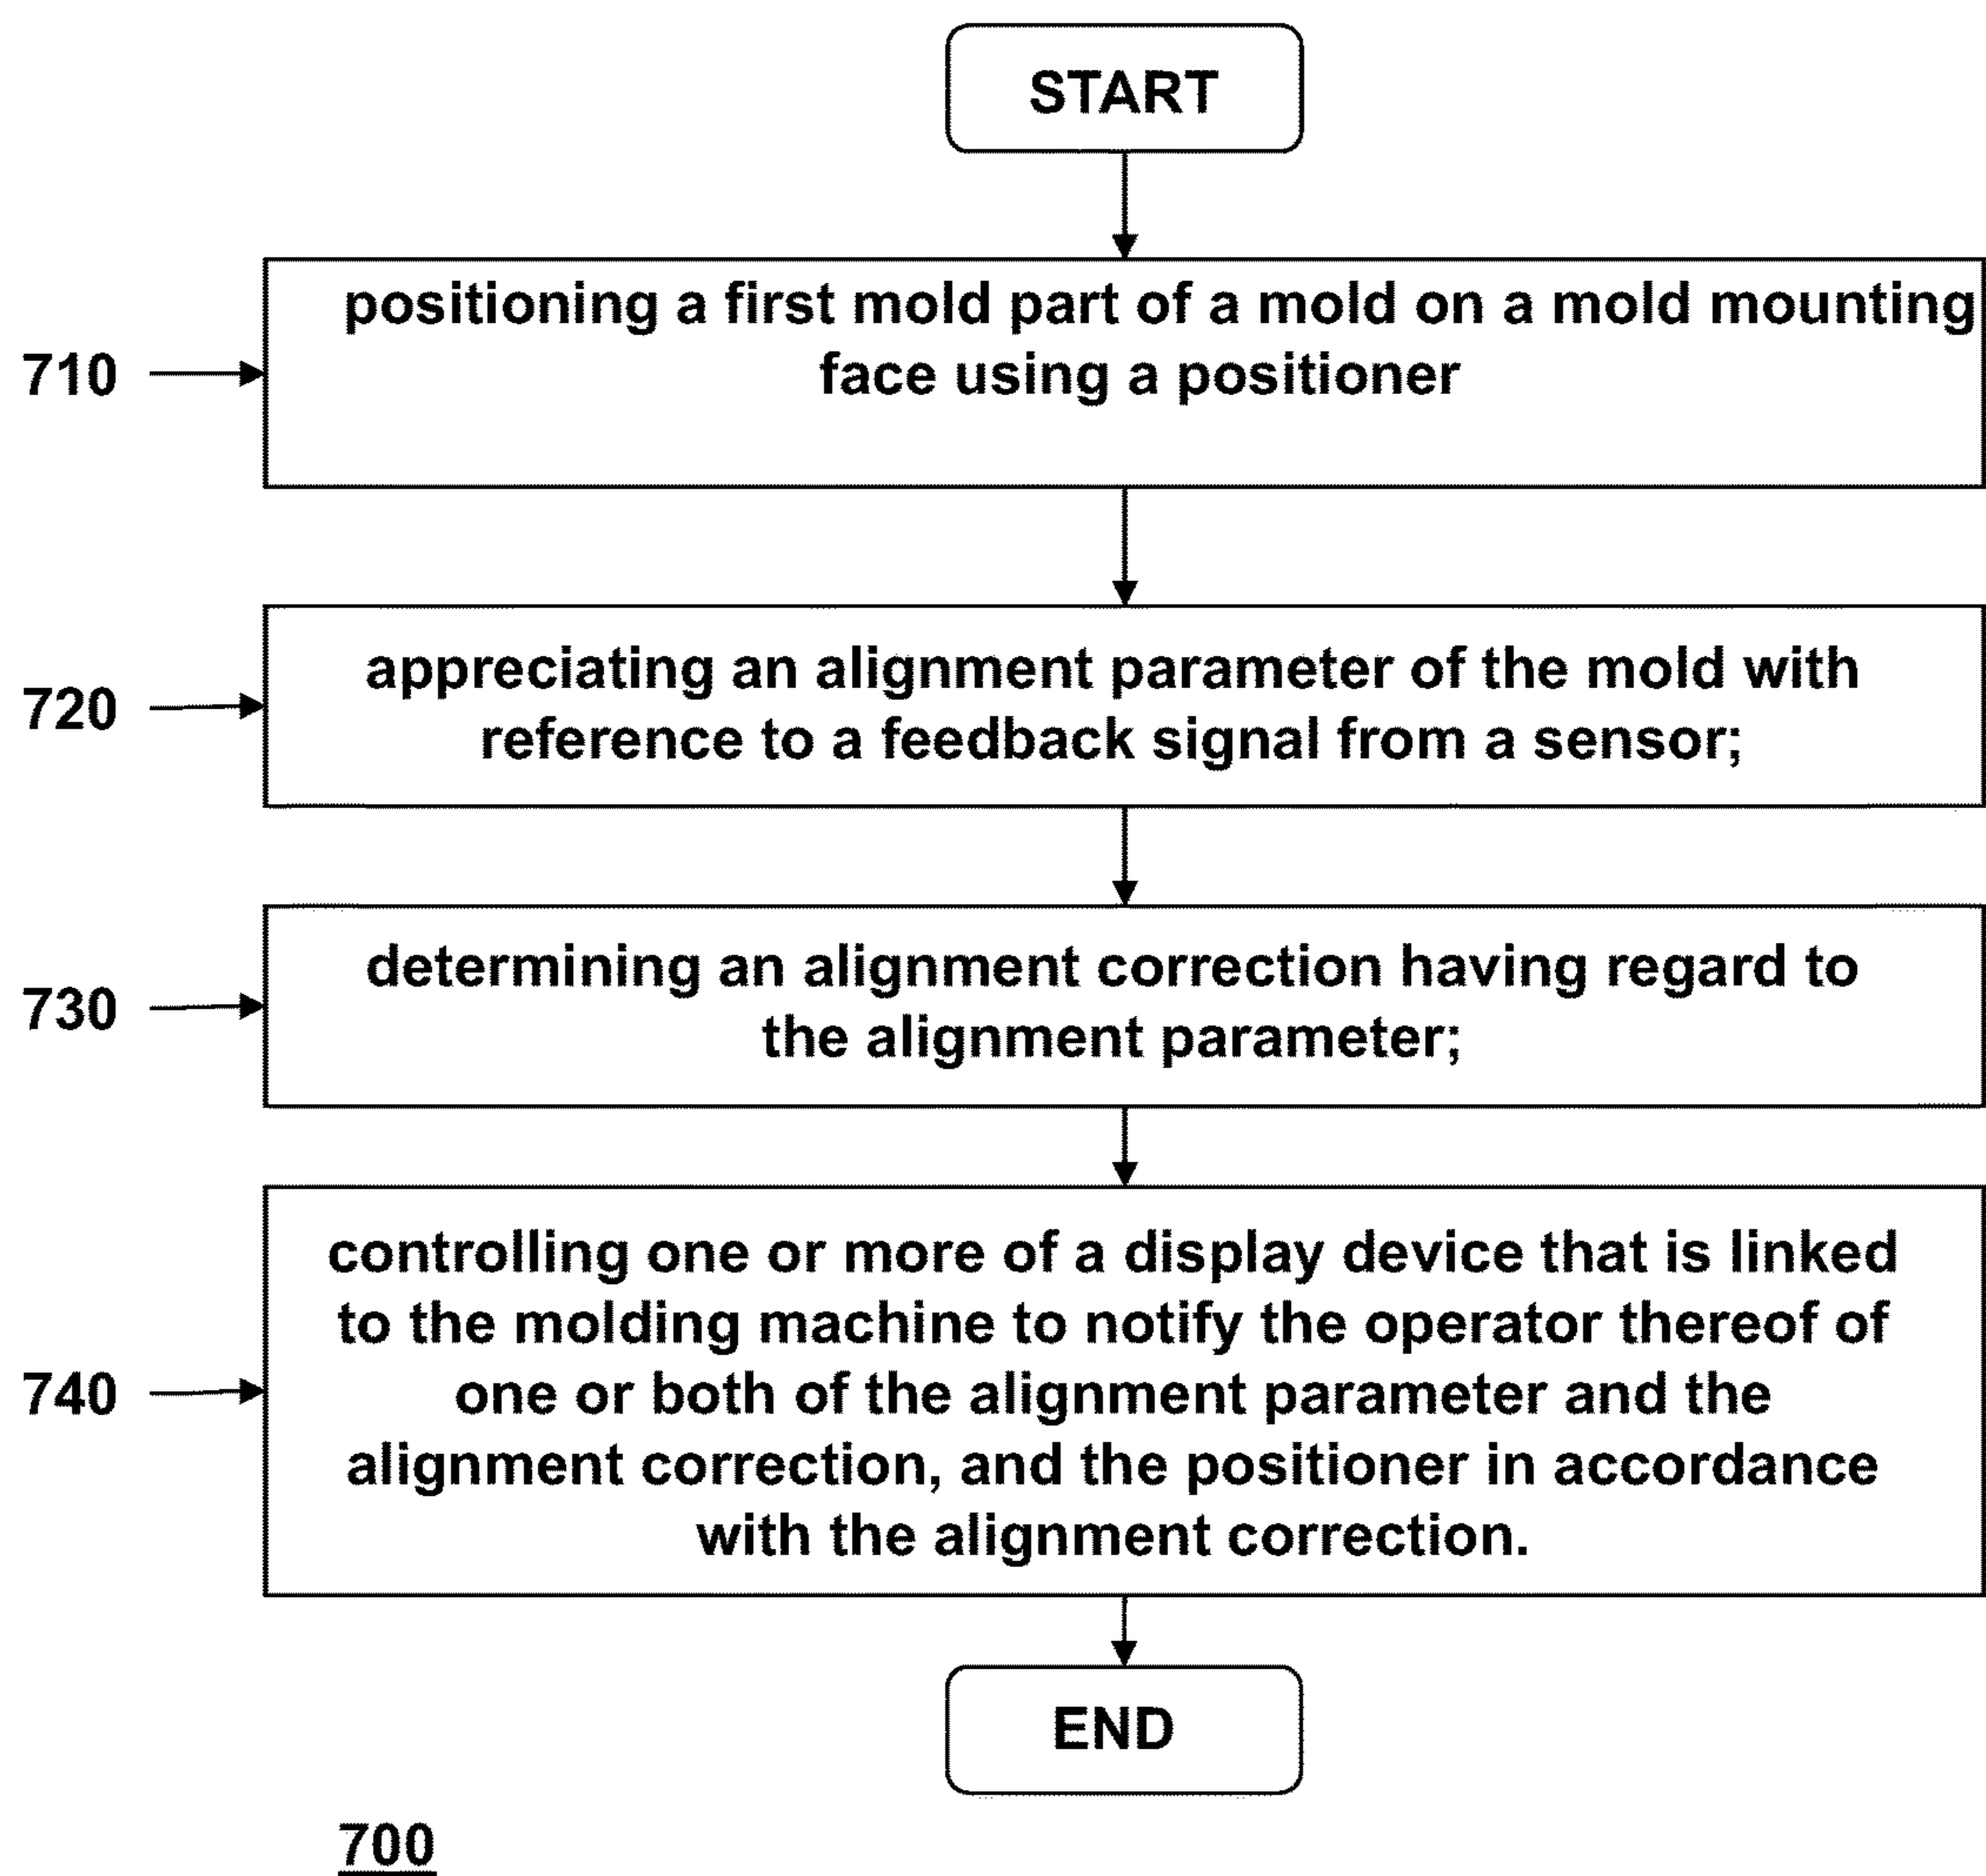 START
positioning a first mold part of a mold on a mold mounting
710
face using a positioner
appreciating an alignment parameter of the mold with
720
reference to a feedback signal from a sensor;
determining an alignment correction having regard to
730
the alignment parameter;
controlling one or more of a display device that is linked
to the molding machine to notify the operator thereof of
740
one or both of the alignment parameter and the
alignment correction, and the positioner in accordance
with the alignment correction.
END
700